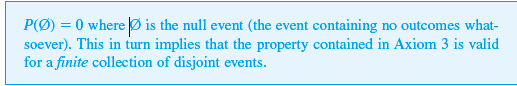 P(Ø) = 0 where Ø is the null event (the event containing no outcomes what-
soever). This in turn implies that the property contained in Axiom 3 is valid
for a finite collection of disjoint events.